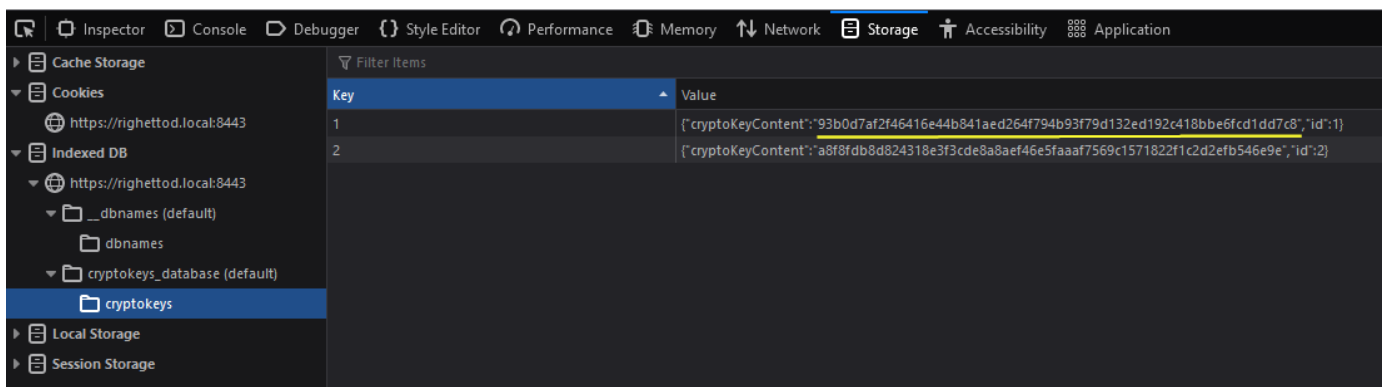 Inspector Console Debugger {} Style Editor Performance Memory Network Storage Accessibility Application
Cache Storage
Filter Items
Cookies
Key Value
https://righettod.local:8443
1 {"cryptoKeyContent":"93b0d7af2f46416e44b841aed264f794b93f79d132ed192c418bbe6fcd1dd7c8","id":1}
Indexed DB
2 {"cryptoKeyContent":"a8f8fdb8d824318e3f3cde8a8aef46e5faaaf7569c1571822f1c2d2efb546e9e","id":2}
https://righettod.local:8443
__dbnames (default)
dbnames
cryptokeys_database (default)
cryptokeys
Local Storage
Session Storage